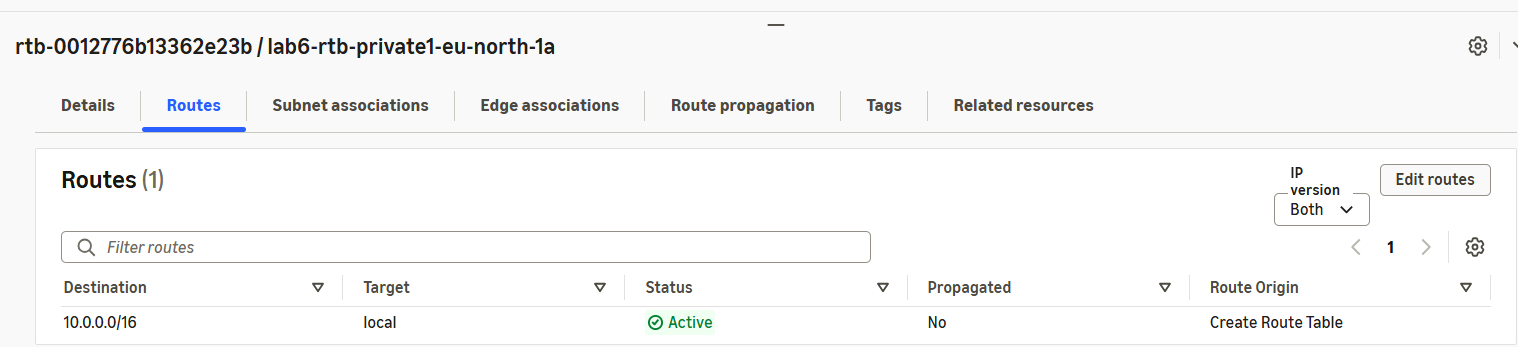 rtb-0012776b13362e23b / lab6-rtb-private1-eu-north-1a
Details Routes Subnet associations Edge associations Route propagation Tags Related resources
Routes (1)
IP version
Both
Edit routes
Filter routes
1
Destination Target Status Propagated Route Origin
10.0.0.0/16 local Active No Create Route Table